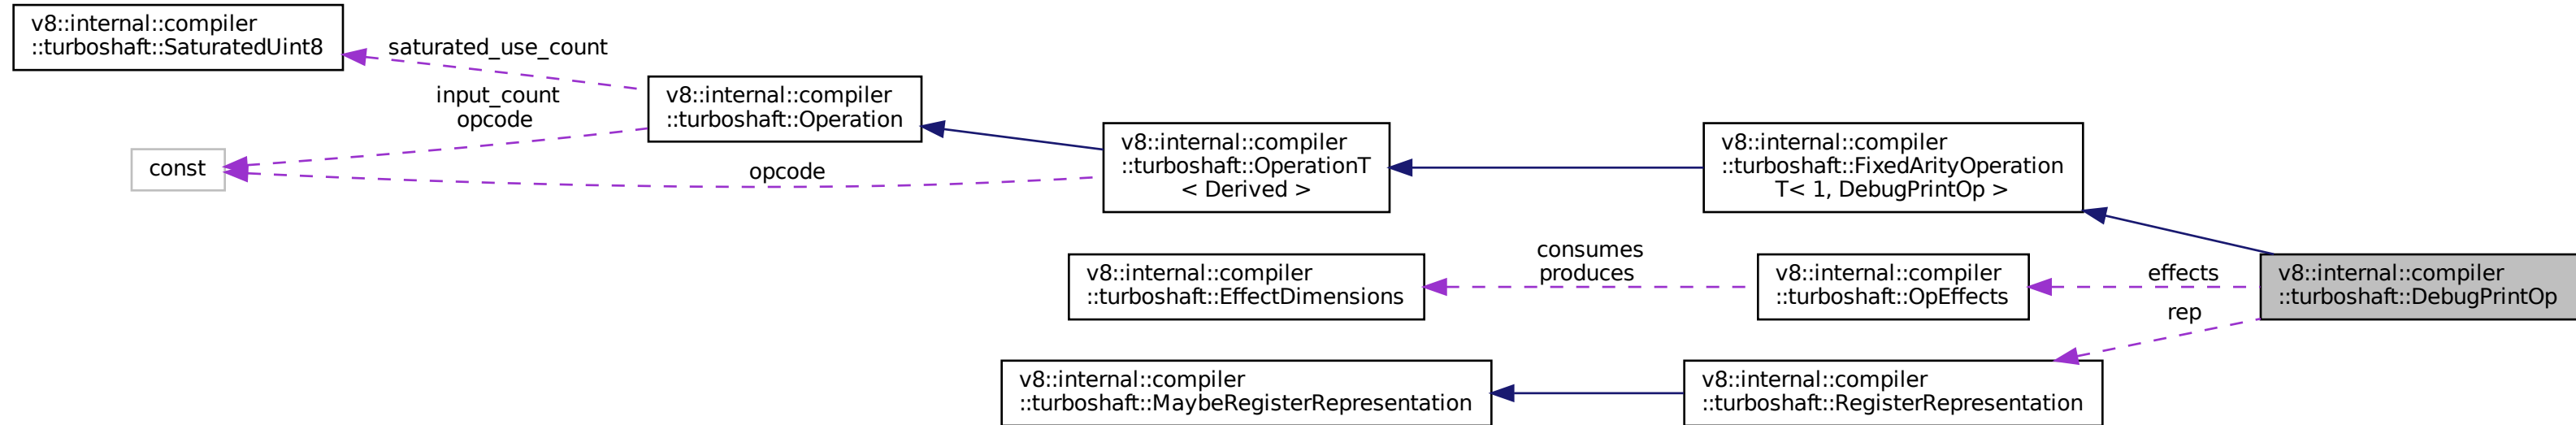 v8::internal::compiler
::turboshaft::SaturatedUint8
saturated_use_count
input_count
opcode
const
v8::internal::compiler
::turboshaft::Operation
opcode
v8::internal::compiler
::turboshaft::OperationT
< Derived >
v8::internal::compiler
::turboshaft::FixedArityOperation
T< 1, DebugPrintOp >
v8::internal::compiler
::turboshaft::EffectDimensions
consumes
produces
v8::internal::compiler
::turboshaft::OpEffects
effects
rep
v8::internal::compiler
::turboshaft::DebugPrintOp
v8::internal::compiler
::turboshaft::MaybeRegisterRepresentation
v8::internal::compiler
::turboshaft::RegisterRepresentation